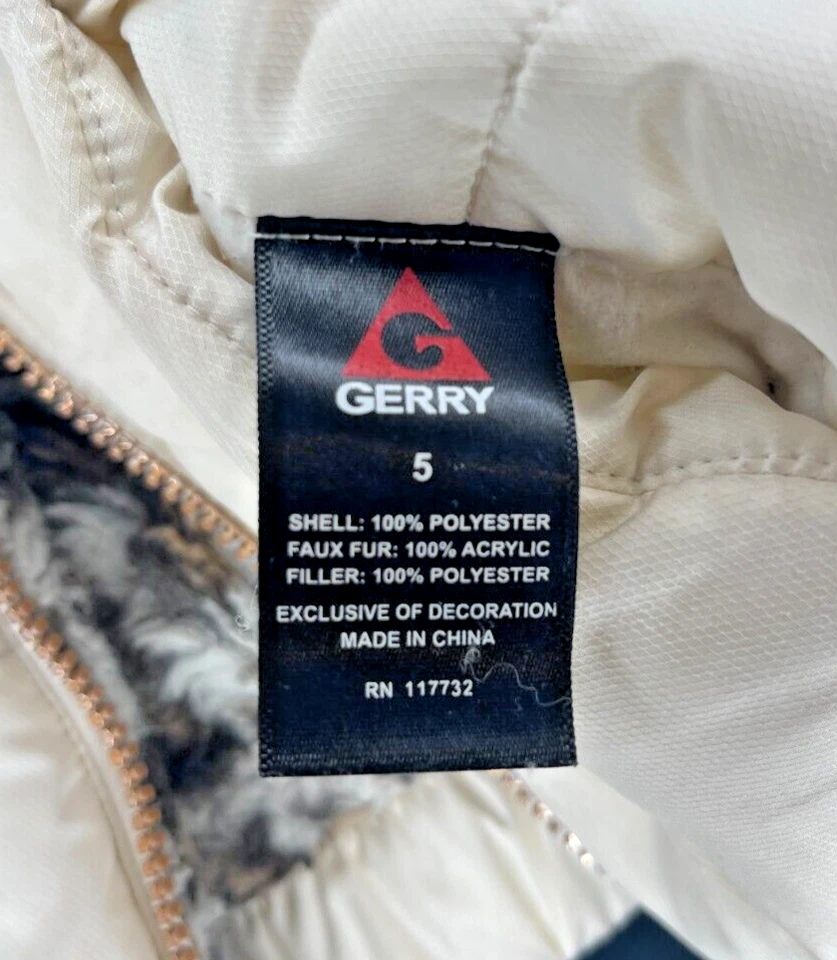 G
GERRY
5
SHELL: 100% POLYESTER
FAUX FUR: 100% ACRYLIC
FILLER: 100% POLYESTER
EXCLUSIVE OF DECORATION
MADE IN CHINA
RN 117732